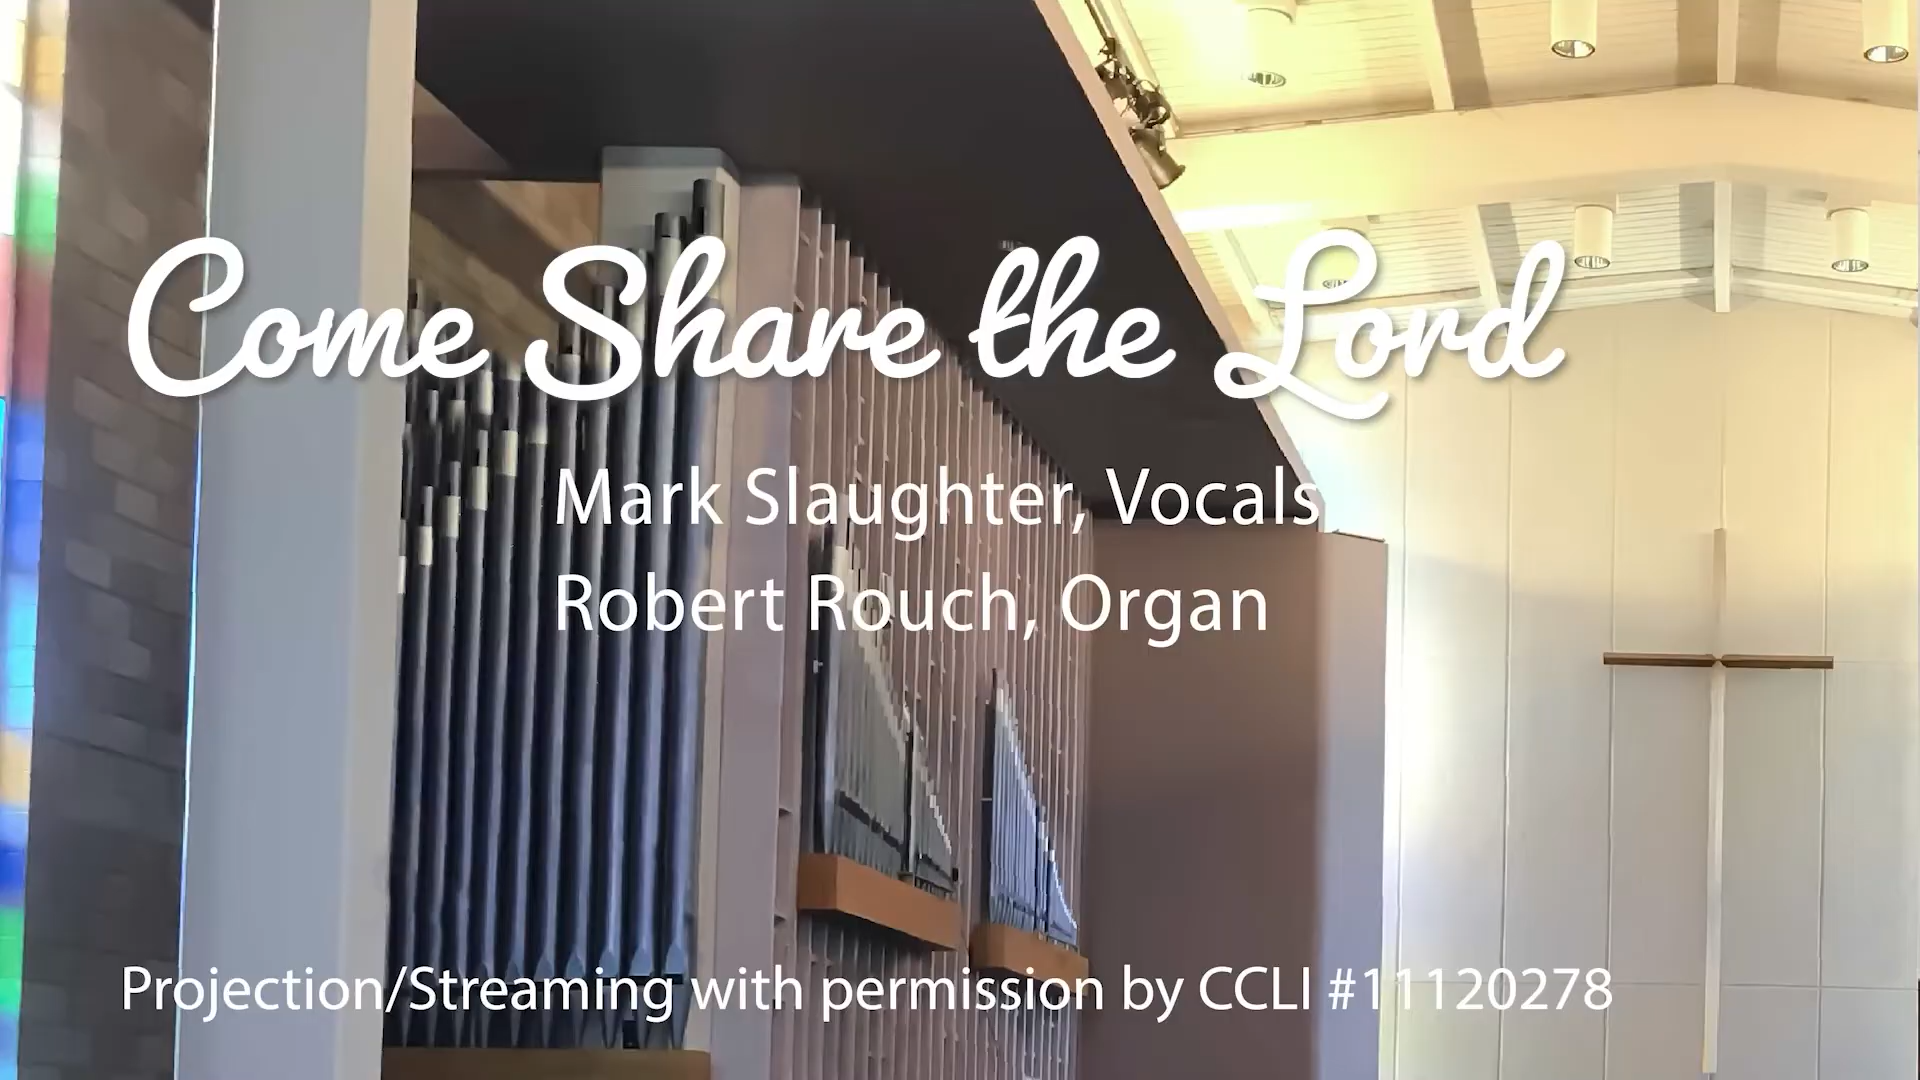 Come Share the Lord
Mark Slaughter, Vocals
Robert Rouch, Organ
Projection/Streaming with permission by CCLI #11120278